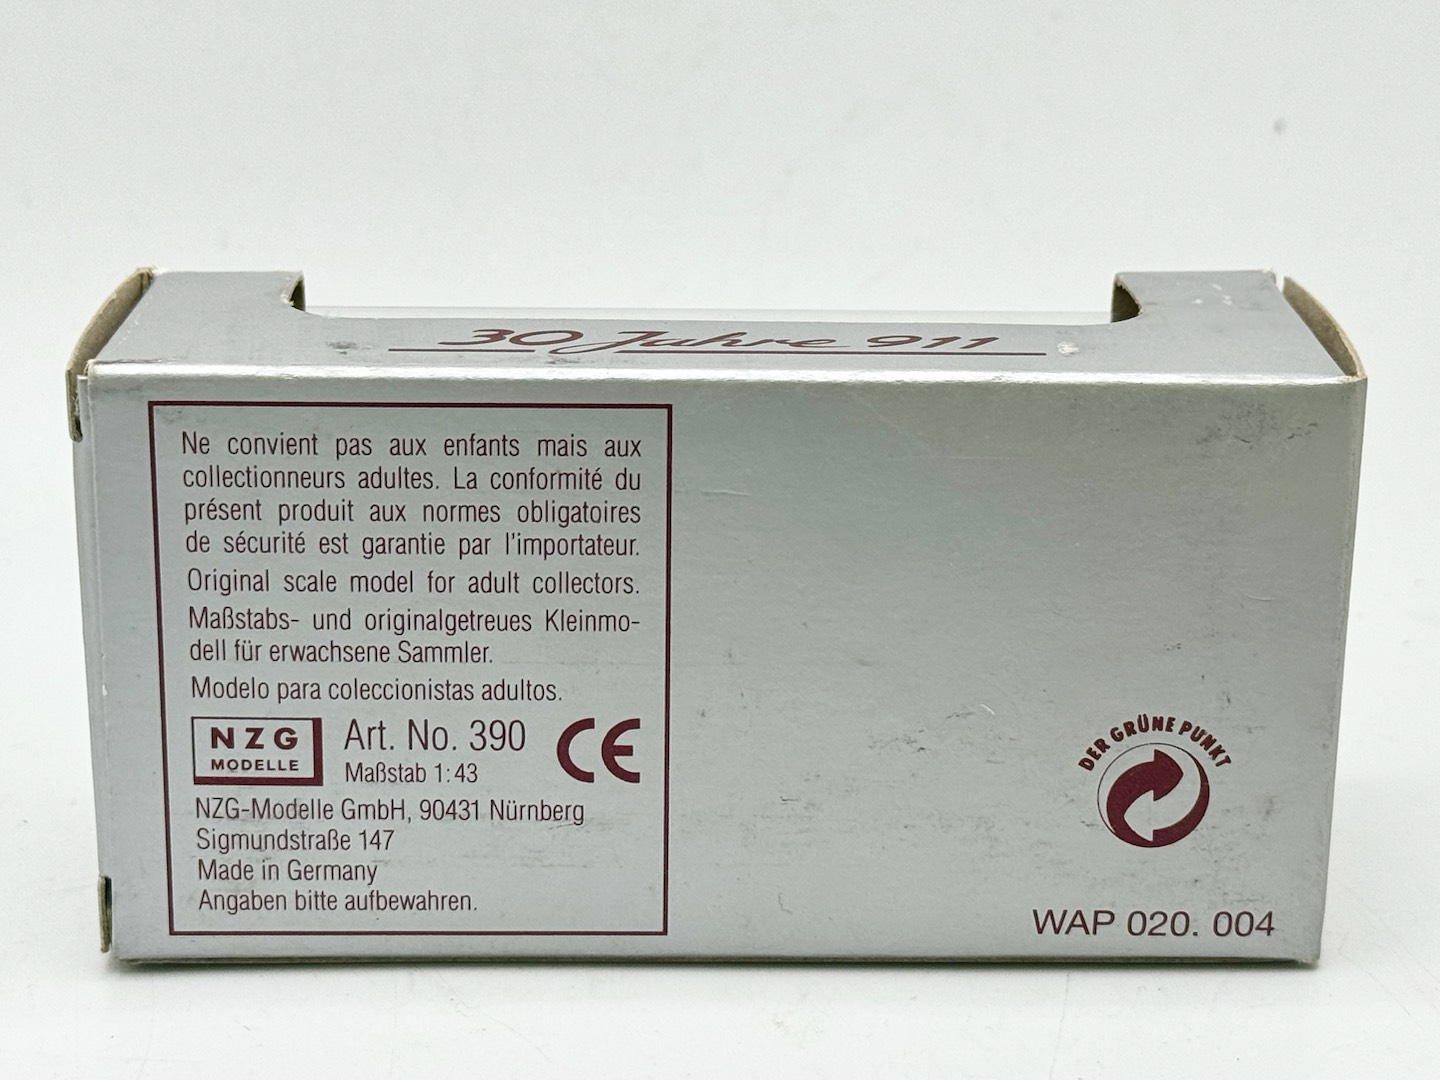 30 Jahre 911
Ne convient pas aux enfants mais aux
collectionneurs adultes. La conformité du
présent produit aux normes obligatoires
de sécurité est garantie par l'importateur.
Original scale model for adult collectors.
Maßstabs- und originalgetreues Kleinmo-
dell für erwachsene Sammler.
Modelo para coleccionistas adultos.
NZG
MODELLE
Art. No. 390
Maßstab 1:43
CE
NZG-Modelle GmbH, 90431 Nürnberg
Sigmundstraße 147
Made in Germany
Angaben bitte aufbewahren.
DER GRÜNE PUNKT
WAP 020. 004